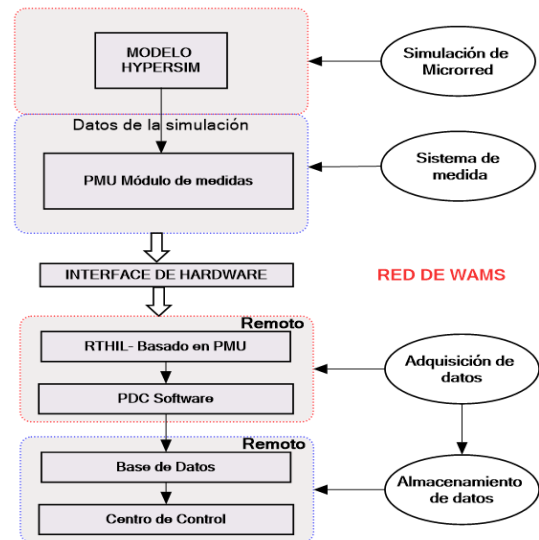 MODELO
HYPERSIM
Simulación de
Microrred
Datos de la simulación
PMU Módulo de medidas
Sistema de
medida
INTERFACE DE HARDWARE
RED DE WAMS
Remoto
RTHIL- Basado en PMU
PDC Software
Adquisición de
datos
Remoto
Base de Datos
Centro de Control
Almacenamiento
de datos